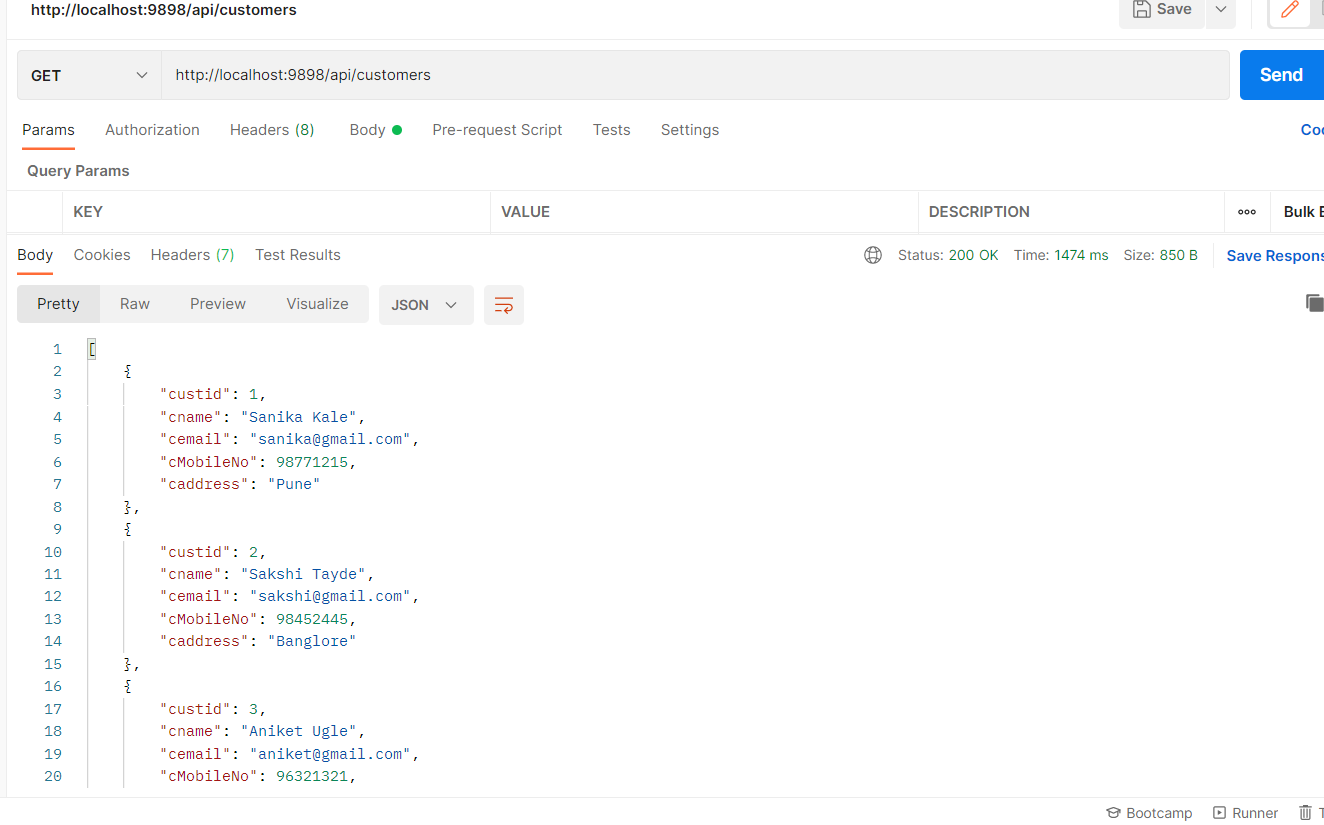 http://localhost:9898/api/customers Save
GET http://localhost:9898/api/customers Send
Params Authorization Headers (8) Body Pre-request Script Tests Settings
Query Params
KEY VALUE DESCRIPTION ooo Bulk
Body Cookies Headers (7) Test Results Status: 200 OK Time: 1474 ms Size: 850 B Save Respons
Pretty Raw Preview Visualize JSON
1 [
2 {
3 "custid": 1,
4 "cname": "Sanika Kale",
5 "cemail": "sanika@gmail.com",
6 "cMobileNo": 98771215,
7 "caddress": "Pune"
8 },
9 {
10 "custid": 2,
11 "cname": "Sakshi Tayde",
12 "cemail": "sakshi@gmail.com",
13 "cMobileNo": 98452445,
14 "caddress": "Banglore"
15 },
16 {
17 "custid": 3,
18 "cname": "Aniket Ugle",
19 "cemail": "aniket@gmail.com",
20 "cMobileNo": 96321321,
Bootcamp Runner